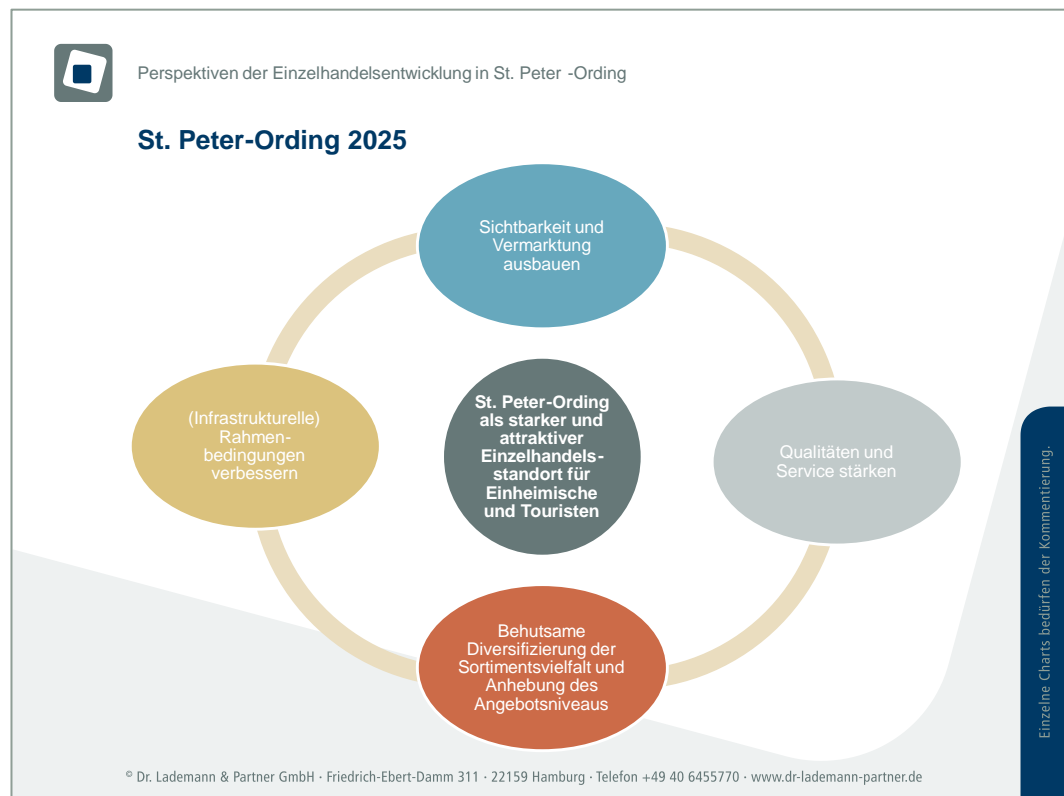 Perspektiven der Einzelhandelsentwicklung in St. Peter -Ording
St. Peter-Ording 2025
Sichtbarkeit und
Vermarktung
ausbauen
(Infrastrukturelle)
Rahmen-
bedingungen
verbessern
St. Peter-Ording
als starker und
attraktiver
Einzelhandels-
standort für
Einheimische
und Touristen
Qualitäten und
Service stärken
Behutsame
Diversifizierung der
Sortimentsvielfalt und
Anhebung des
Angebotsniveaus
Einzelne Charts bedürfen der Kommentierung.
© Dr. Lademann & Partner GmbH · Friedrich-Ebert-Damm 311 · 22159 Hamburg · Telefon +49 40 6455770 · www.dr-lademann-partner.de